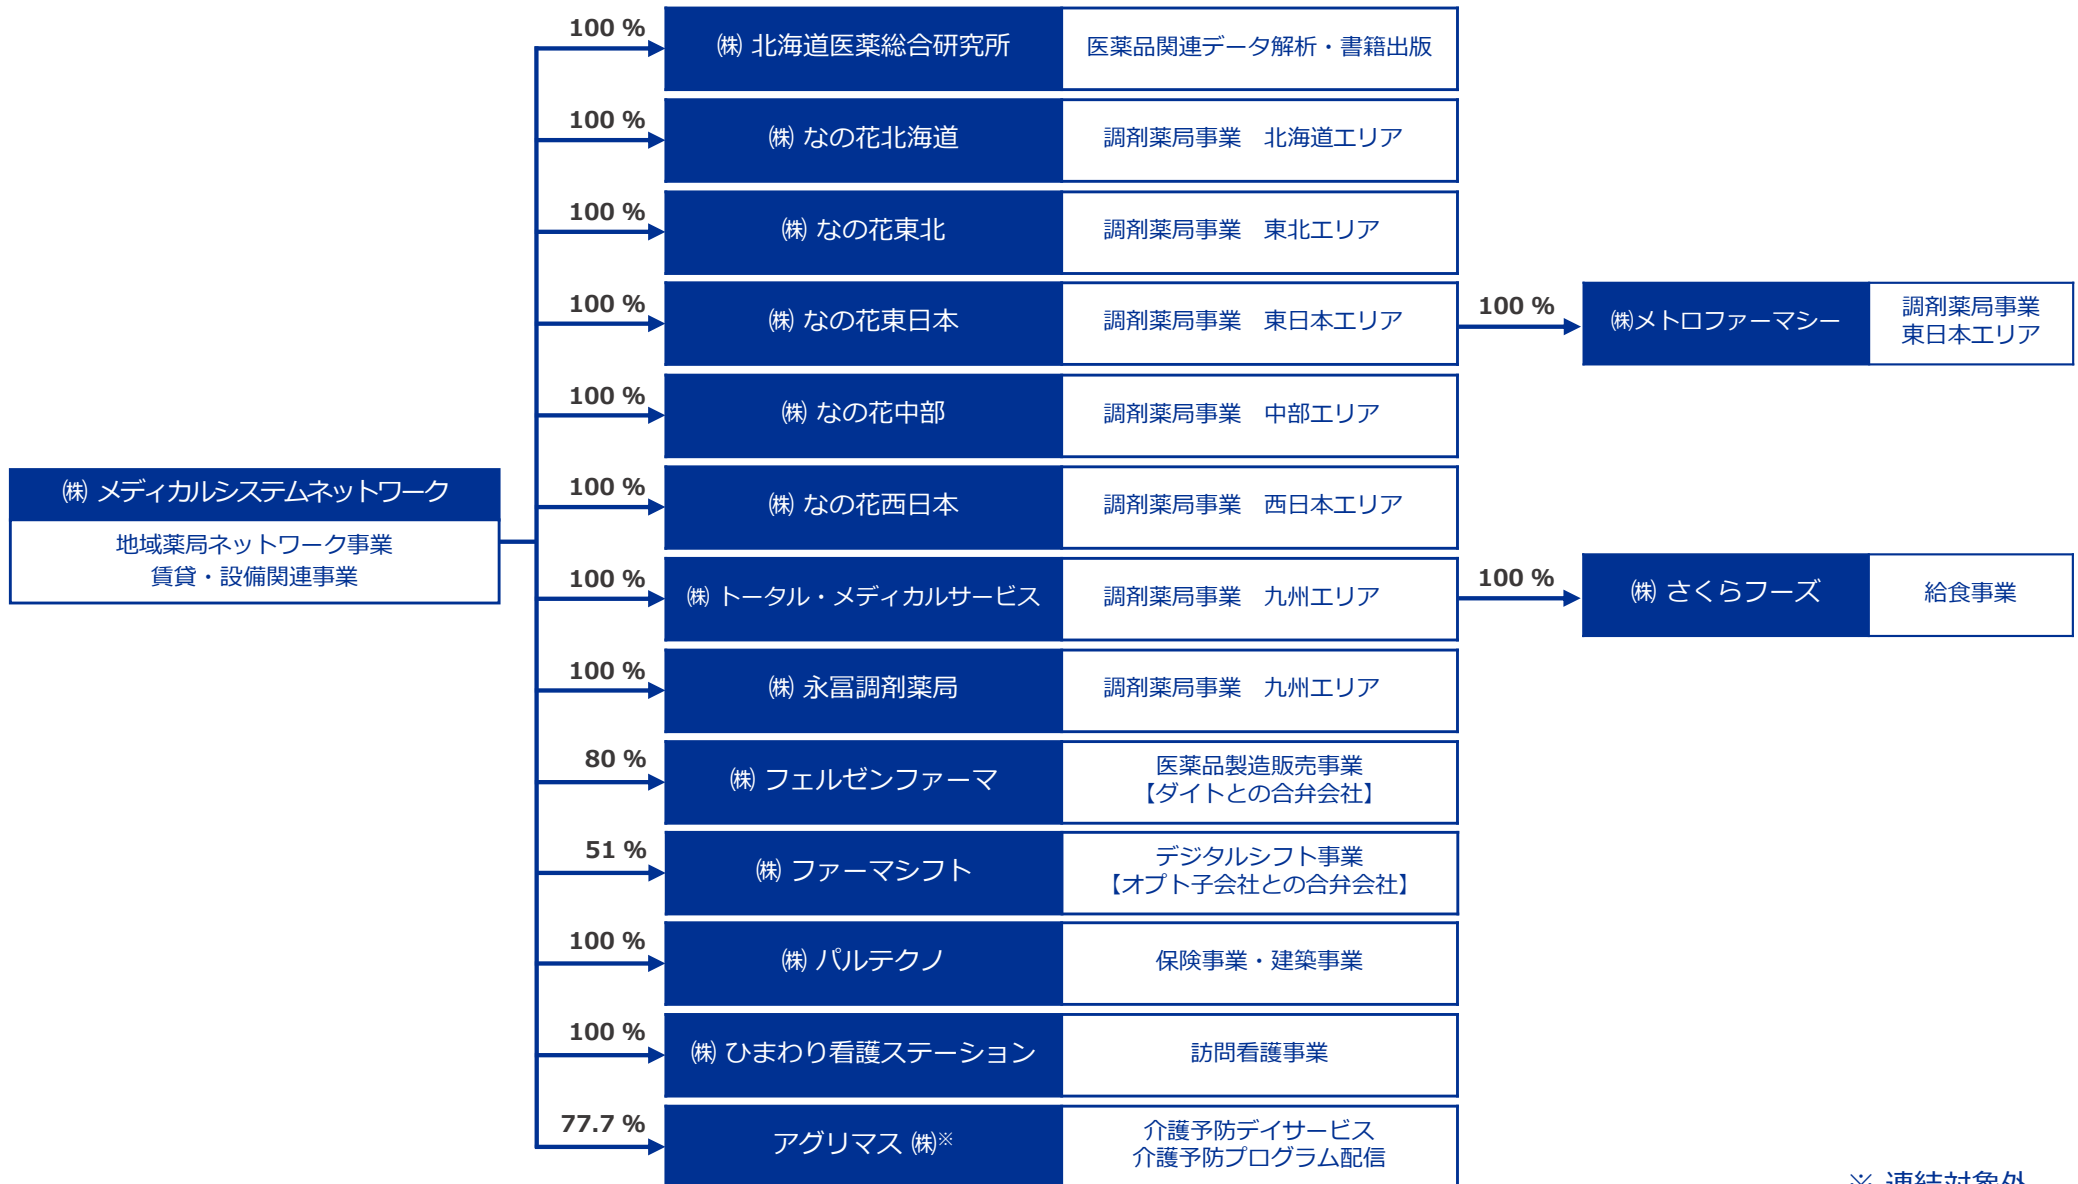 100 %
㈱ 北海道医薬総合研究所
医薬品関連データ解析・書籍出版
100 %
㈱ なの花北海道
調剤薬局事業　北海道エリア
100 %
㈱ なの花東北
調剤薬局事業　東北エリア
100 %
㈱ なの花東日本
調剤薬局事業　東日本エリア
100 %
㈱メトロファーマシー
調剤薬局事業
東日本エリア
100 %
㈱ なの花中部
調剤薬局事業　中部エリア
㈱ メディカルシステムネットワーク
地域薬局ネットワーク事業
賃貸・設備関連事業
100 %
㈱ なの花西日本
調剤薬局事業　西日本エリア
100 %
㈱ トータル・メディカルサービス
調剤薬局事業　九州エリア
100 %
㈱ さくらフーズ
給食事業
100 %
㈱ 永冨調剤薬局
調剤薬局事業　九州エリア
80 %
㈱ フェルゼンファーマ
医薬品製造販売事業
【ダイトとの合弁会社】
51 %
㈱ ファーマシフト
デジタルシフト事業
【オプト子会社との合弁会社】
100 %
㈱ パルテクノ
保険事業・建築事業
100 %
㈱ ひまわり看護ステーション
訪問看護事業
77.7 %
アグリマス ㈱※
介護予防デイサービス
介護予防プログラム配信
※ 連結対象外